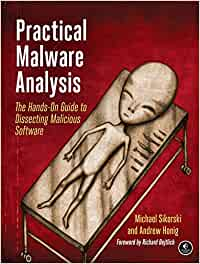 Practical
Malware
Analysis
The Hands-On Guide to
Dissecting Malicious
Software
Michael Sikorski
and Andrew Honig
Foreword by Richard Bejtlich